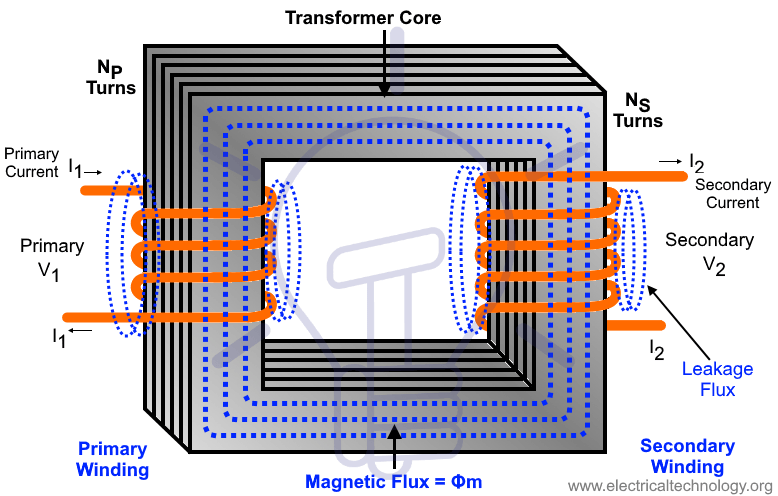 Transformer Core
NP
Turns
NS
Turns
Primary
Current
I1
I2
Secondary
Current
Primary
V1
Secondary
V2
I1
I2
Leakage
Flux
Primary
Winding
Secondary
Winding
Magnetic Flux = Φm
www.electricaltechnology.org